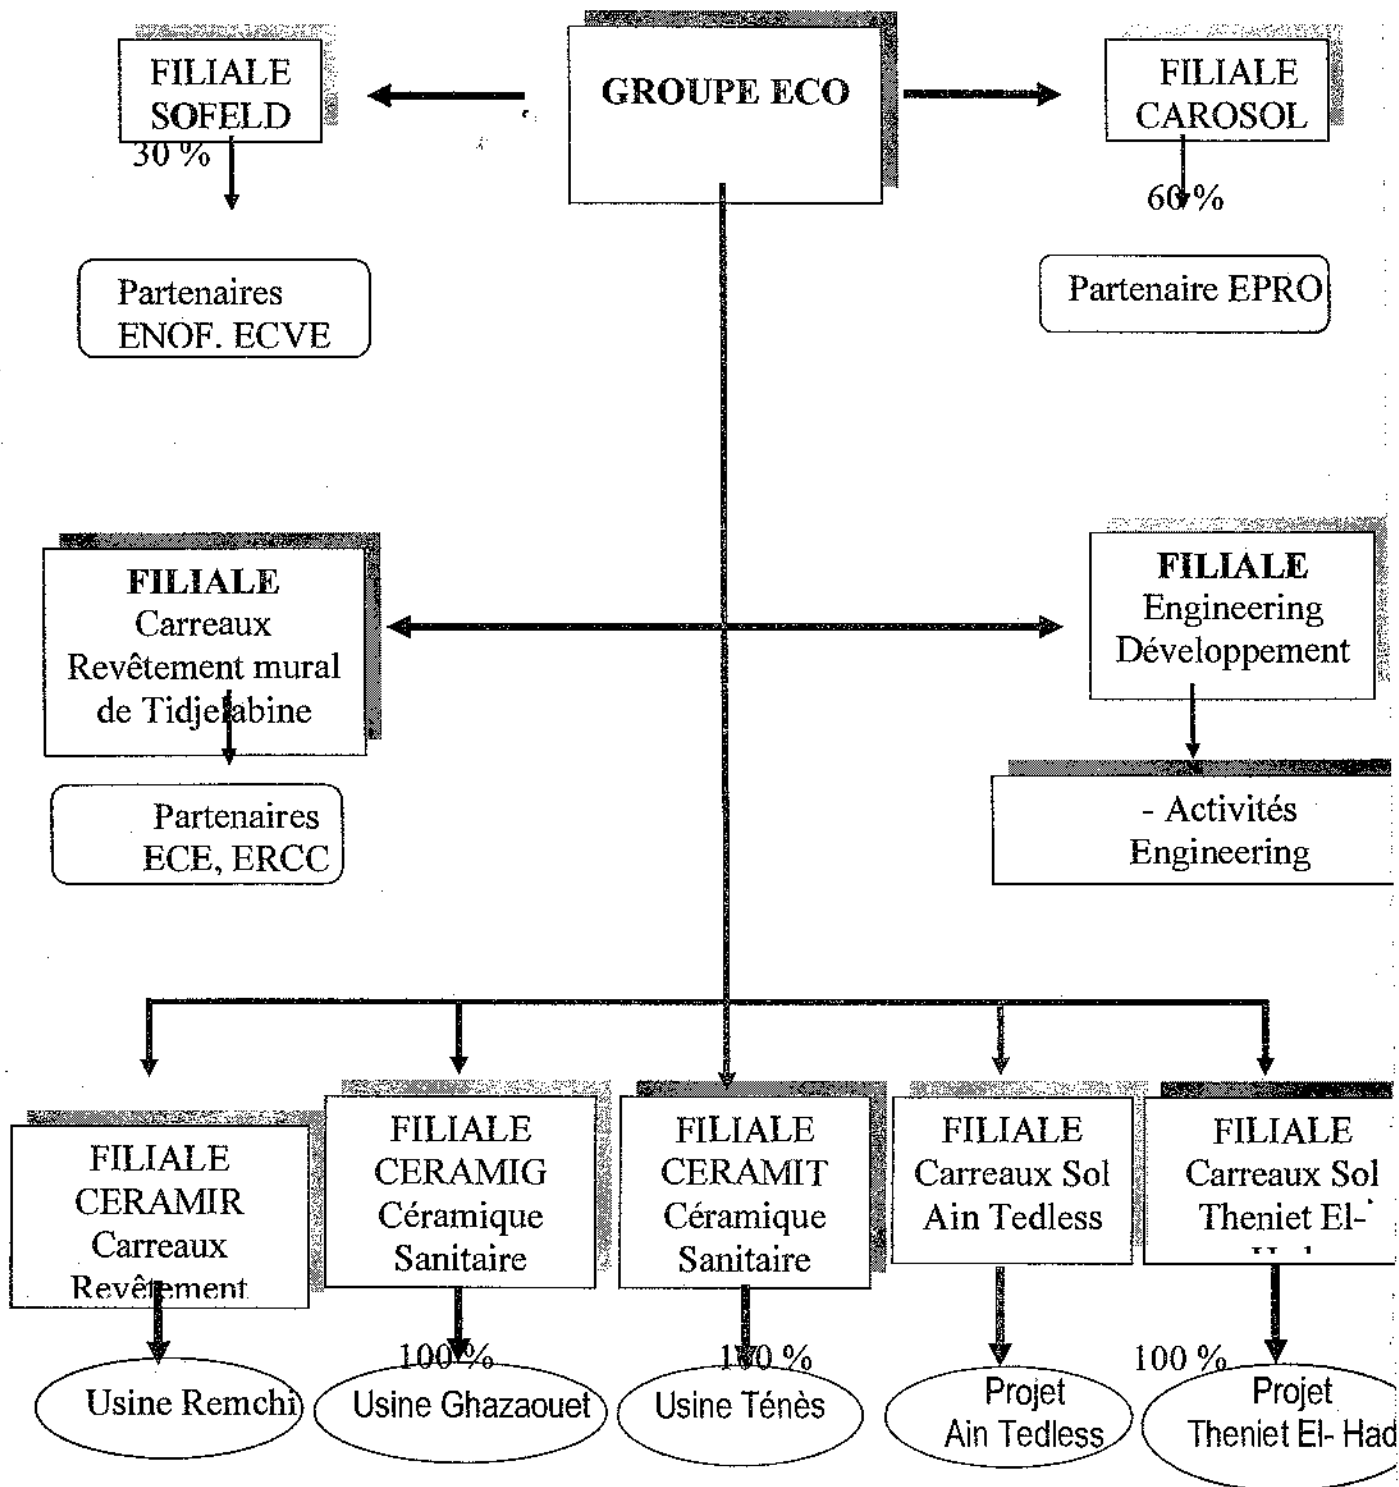 FILIALE
SOFELD
30 %
GROUPE ECO
FILIALE
CAROSOL
60 %
Partenaires
ENOF. ECVE
Partenaire EPRO
FILIALE
Carreaux
Revêtement mural
de Tidjelabine
FILIALE
Engineering
Développement
Partenaires
ECE, ERCC
- Activités
Engineering
FILIALE
CERAMIR
Carreaux
Revêtement
FILIALE
CERAMIG
Céramique
Sanitaire
FILIALE
CERAMIT
Céramique
Sanitaire
FILIALE
Carreaux Sol
Ain Tedless
FILIALE
Carreaux Sol
Theniet El-
100 %
100 %
100 %
Usine Remchi
Usine Ghazaouet
Usine Ténès
Projet
Ain Tedless
Projet
Theniet El- Had